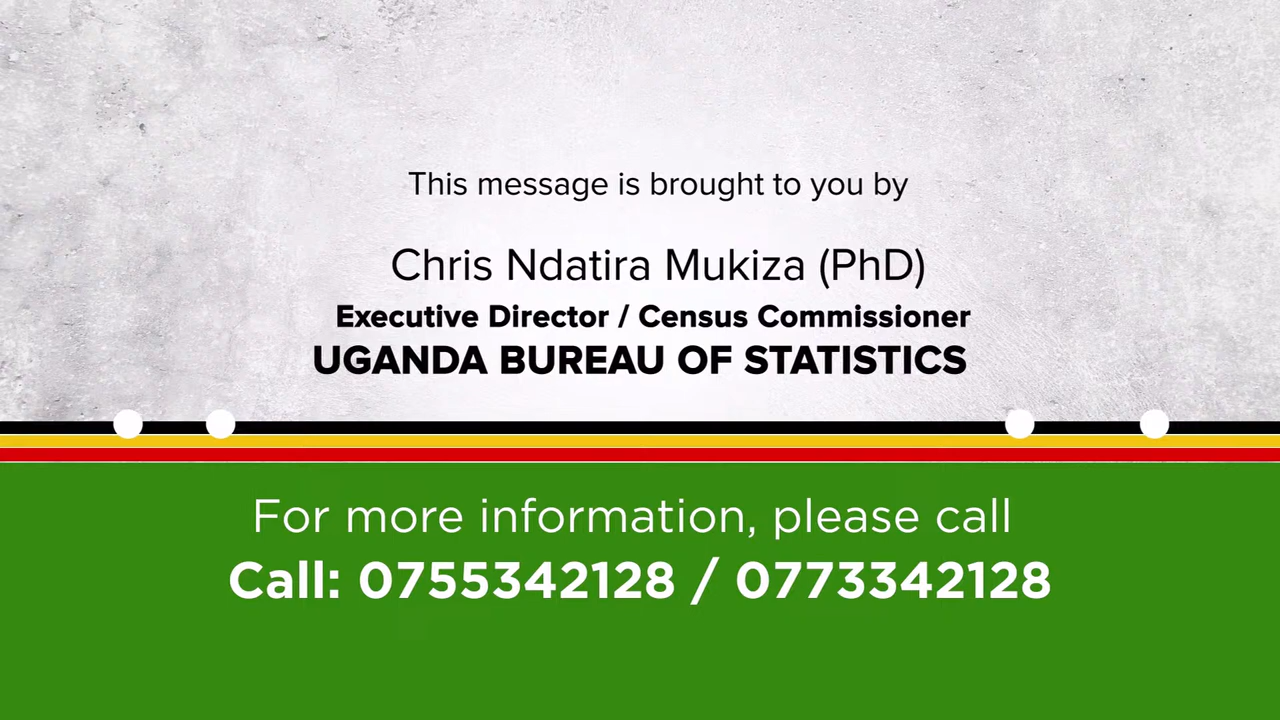 This message is brought to you by
Chris Ndatira Mukiza (PhD)
Executive Director / Census Commissioner
UGANDA BUREAU OF STATISTICS
For more information, please call
Call: 0755342128 / 0773342128